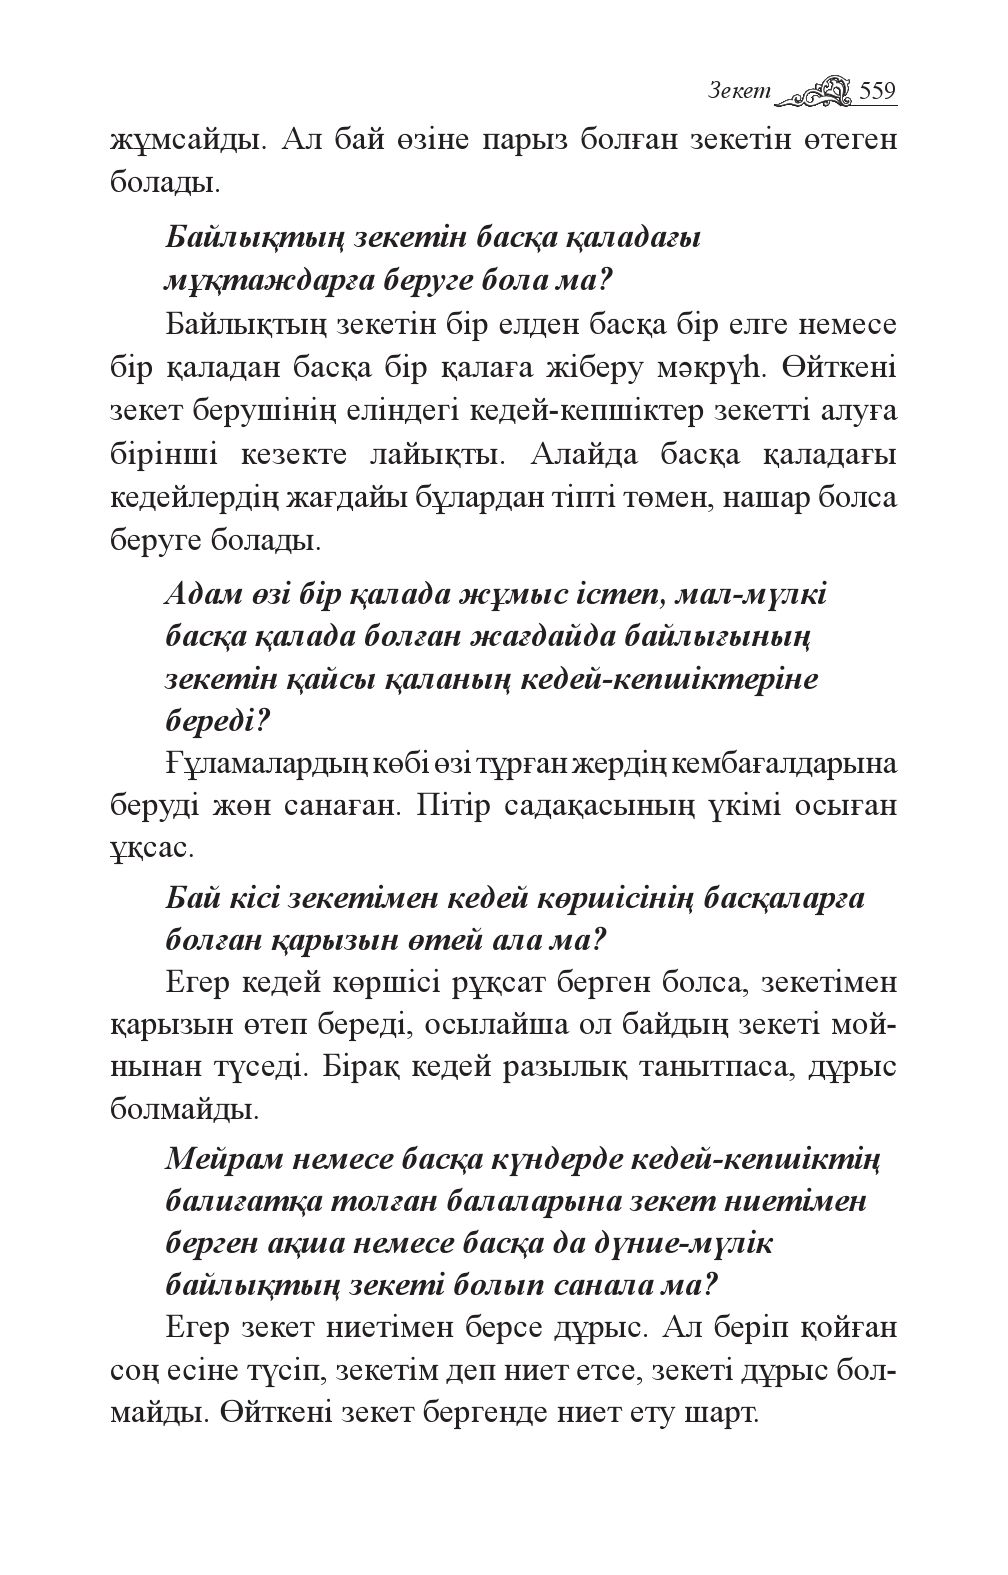 Зекет 559
жұмсайды. Ал бай өзіне парыз болған зекетін өтеген
болады.
Байлықтың зекетін басқа қаладағы
мұқтаждарға беруге бола ма?
Байлықтың зекетін бір елден басқа бір елге немесе
бір қаладан басқа бір қалаға жіберу мәкрүһ. Өйткені
зекет берушінің еліндегі кедей-кепшіктер зекетті алуға
бірінші кезекте лайықты. Алайда басқа қаладағы
кедейлердің жағдайы бұлардан тіпті төмен, нашар болса
беруге болады.
Адам өзі бір қалада жұмыс істеп, мал-мүлкі
басқа қалада болған жағдайда байлығының
зекетін қайсы қаланың кедей-кепшіктеріне
береді?
Ғұламалардың көбі өзі тұрған жердің кембағалдарына
беруді жөн санаған. Пітір садақасының үкімі осыған
ұқсас.
Бай кісі зекетімен кедей көршісінің басқаларға
болған қарызын өтей ала ма?
Егер кедей көршісі рұқсат берген болса, зекетімен
қарызын өтеп береді, осылайша ол байдың зекеті мой-
нынан түседі. Бірақ кедей разылық танытпаса, дұрыс
болмайды.
Мейрам немесе басқа күндерде кедей-кепшіктің
балиғатқа толған балаларына зекет ниетімен
берген ақша немесе басқа да дүние-мүлік
байлықтың зекеті болып санала ма?
Егер зекет ниетімен берсе дұрыс. Ал беріп қойған
соң есіне түсіп, зекетім деп ниет етсе, зекеті дұрыс бол-
майды. Өйткені зекет бергенде ниет ету шарт.